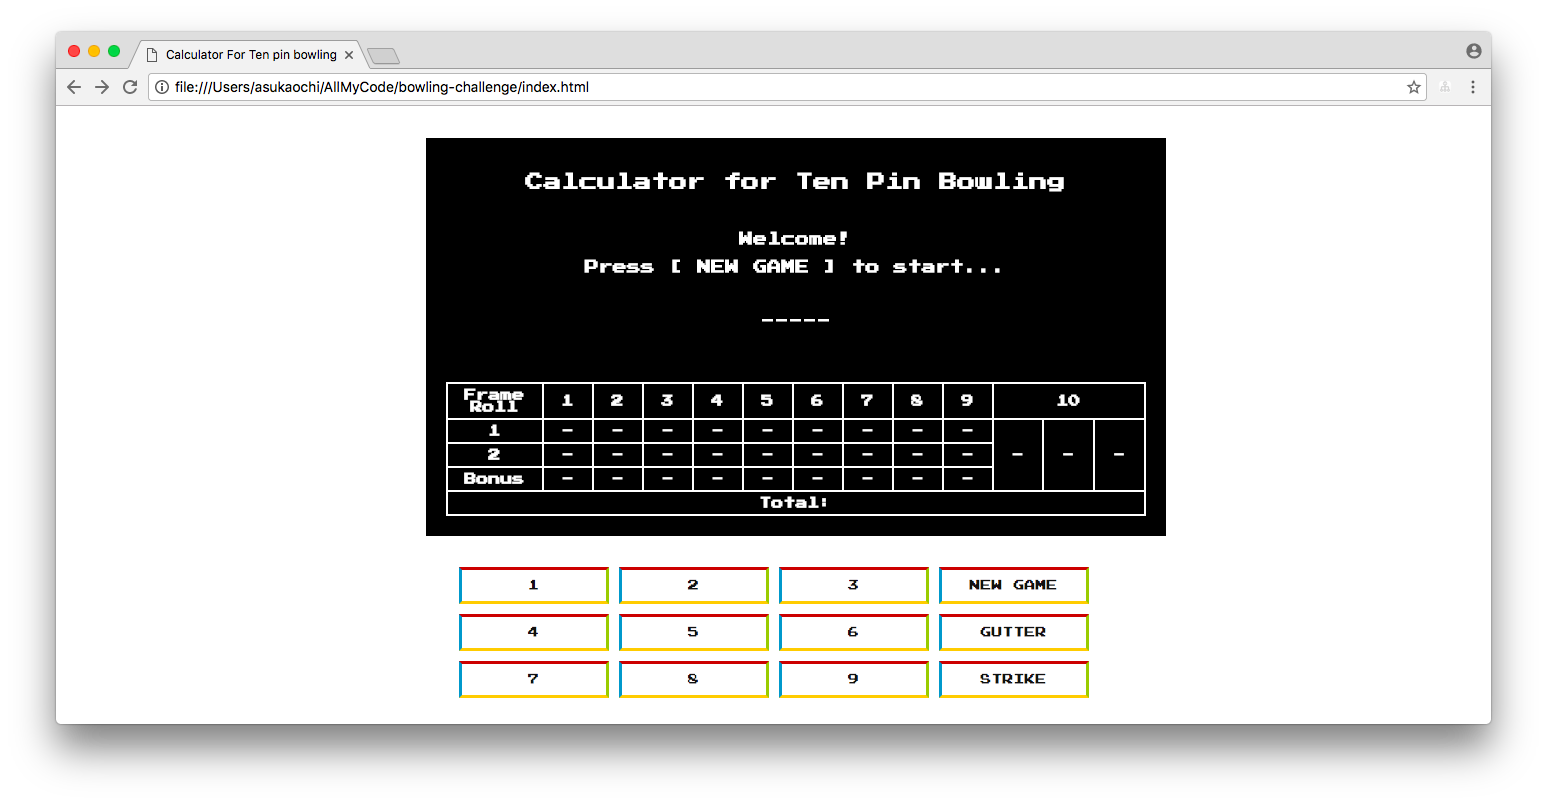 Calculator For Ten pin bowling
file:///Users/asukaochi/AllMyCode/bowling-challenge/index.html
Calculator for Ten Pin Bowling
Welcome!
Press [ NEW GAME ] to start...
-----
Frame Roll 1 2 3 4 5 6 7 8 9 10
1 - - - - - - - - -
2 - - - - - - - - - - - -
Bonus - - - - - - - - -
Total:
1 2 3 NEW GAME
4 5 6 GUTTER
7 8 9 STRIKE